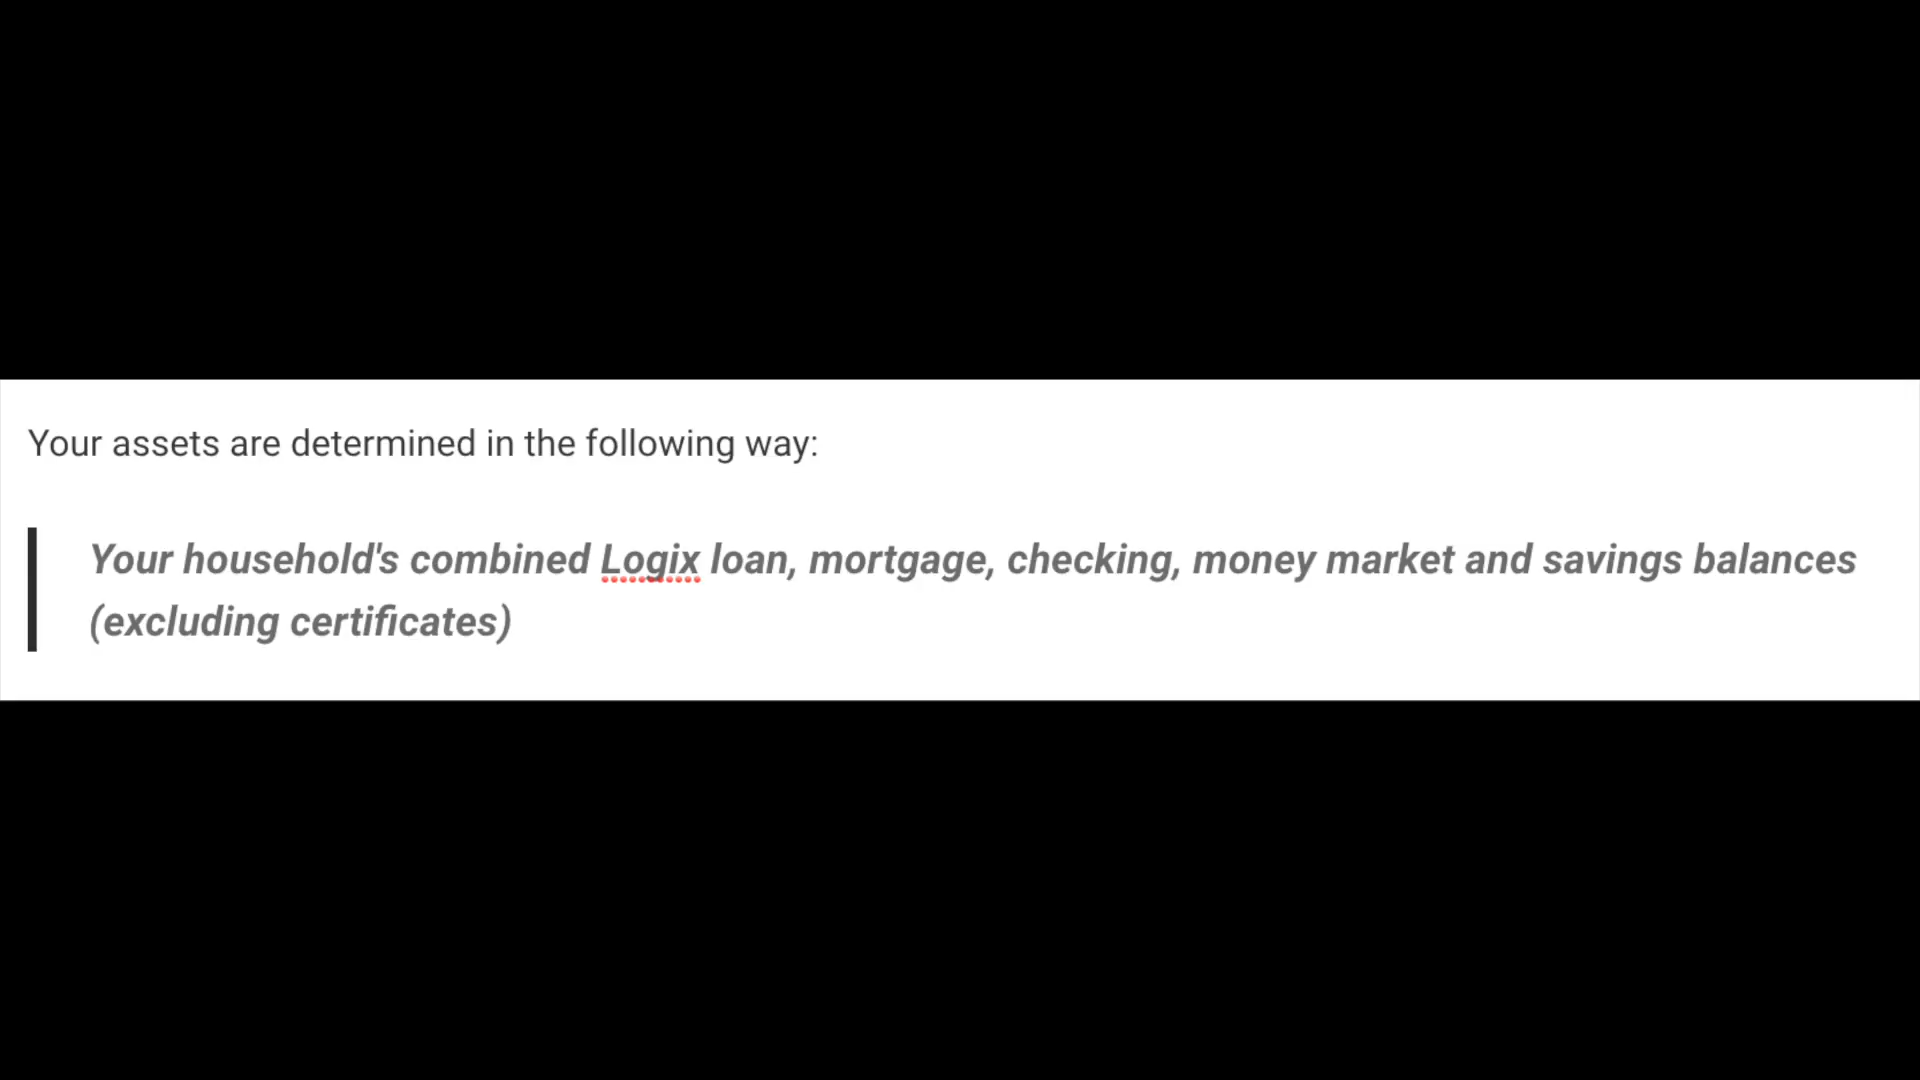 Your assets are determined in the following way:
Your household's combined Logix loan, mortgage, checking, money market and savings balances
(excluding certificates)